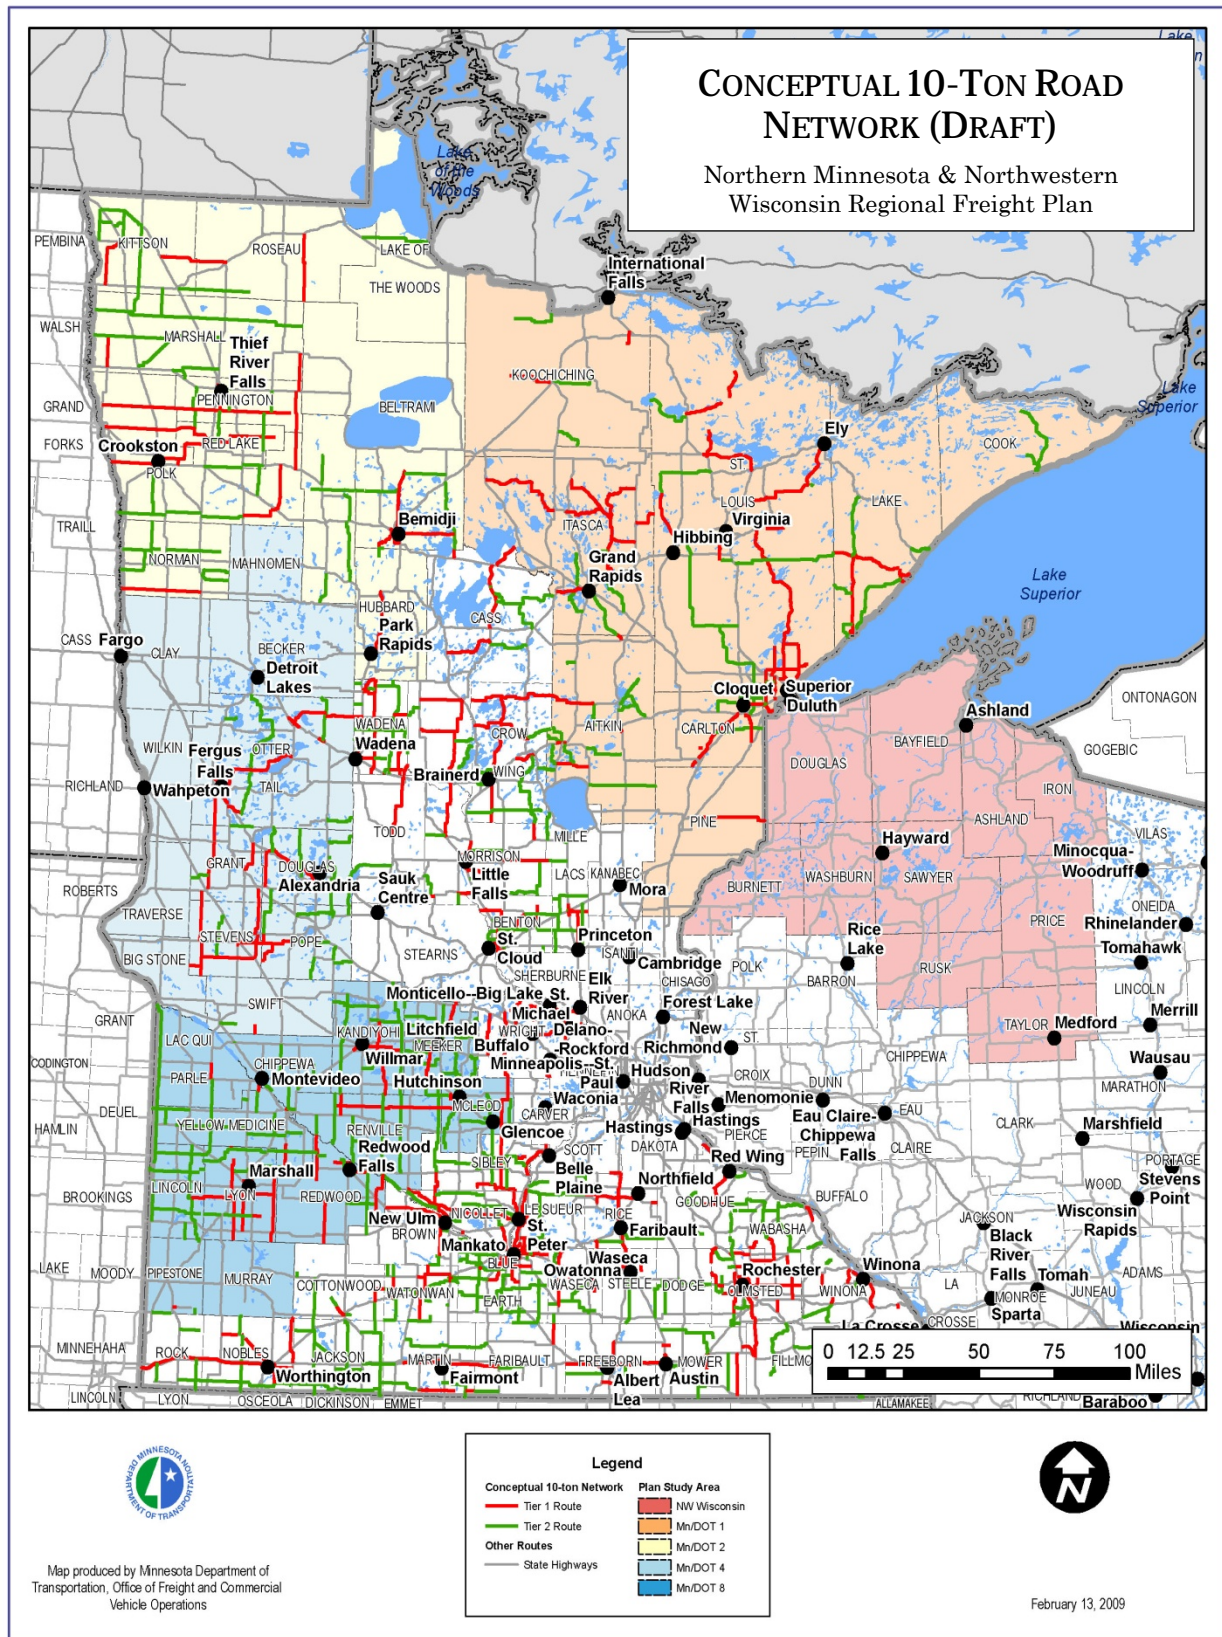 CONCEPTUAL 10-TON ROAD
NETWORK (DRAFT)
Northern Minnesota & Northwestern
Wisconsin Regional Freight Plan
Lake
of the
Woods
PEMBINA
KITTSON
ROSEAU
LAKE OF
THE WOODS
International
Falls
WALSH
MARSHALL
Thief
River
Falls
PENNINGTON
KOOCHICHING
BELTRAMI
GRAND
FORKS
Crookston
RED LAKE
POLK
Ely
COOK
Lake
Superior
ST.
LOUIS
LAKE
TRAILL
Bemidji
ITASCA
Virginia
Hibbing
NORMAN
MAHNOMEN
Grand
Rapids
Lake
Superior
HUBBARD
Park
Rapids
CASS
CASS
Fargo
CLAY
BECKER
Detroit
Lakes
Cloquet
Superior
Duluth
ONTONAGON
WADENA
AITKIN
CARLTON
Ashland
CROW
WING
WILKIN
Fergus
Falls
OTTER
TAIL
Wadena
BAYFIELD
GOGEBIC
DOUGLAS
RICHLAND
Wahpeton
Brainerd
IRON
TODD
MILLE
LACS
PINE
ASHLAND
VILAS
GRANT
DOUGLAS
MORRISON
Hayward
Minocqua-
Woodruff
ROBERTS
Alexandria
Sauk
Centre
Little
Falls
KANABEC
Mora
BURNETT
WASHBURN
SAWYER
ONEIDA
TRAVERSE
BENTON
PRICE
Rhinelander
STEVENS
POPE
Princeton
Rice
Lake
BIG STONE
STEARNS
St.
Cloud
ISANTI
Cambridge
POLK
RUSK
Tomahawk
SHERBURNE
Elk
River
CHISAGO
BARRON
LINCOLN
SWIFT
Monticello--Big Lake
St.
Michael
ANOKA
Forest Lake
Merrill
GRANT
KANDIYOHI
Litchfield
MEEKER
WRIGHT
Delano-
Rockford
New
Richmond
ST.
CROIX
TAYLOR
Medford
LAC QUI
PARLE
CHIPPEWA
Willmar
Buffalo
CHIPPEWA
Wausau
CODINGTON
Montevideo
Hutchinson
Minneapolis--St.
Paul
Hudson
DUNN
MARATHON
DEUEL
MCLEOD
Waconia
CARVER
River
Falls
Menomonie
EAU
CLAIRE
CLARK
HAMLIN
YELLOW MEDICINE
RENVILLE
Glencoe
Hastings
Hastings
Eau Claire-
Chippewa
Falls
Marshfield
Redwood
Falls
SCOTT
DAKOTA
PIERCE
PEPIN
SIBLEY
Belle
Plaine
Red Wing
PORTAGE
Stevens
Point
BROOKINGS
LINCOLN
Marshall
LYON
REDWOOD
Northfield
GOODHUE
BUFFALO
WOOD
Wisconsin
Rapids
New Ulm
BROWN
NICOLLET
LE SUEUR
St.
Peter
RICE
Faribault
WABASHA
JACKSON
Black
River
Falls
Mankato
BLUE
EARTH
Waseca
Owatonna
WASECA
STEELE
DODGE
Rochester
OLMSTED
Winona
WINONA
LAKE
MOODY
PIPESTONE
MURRAY
COTTONWOOD
WATONWAN
LA
CROSSE
Tomah
MONROE
Sparta
JUNEAU
ADAMS
La Crosse
Wisconsin
MINNEHAHA
ROCK
NOBLES
Worthington
JACKSON
MARTIN
Fairmont
FARIBAULT
FREEBORN
Albert
Lea
MOWER
Austin
FILLMO
0 12.5 25 50 75 100
Miles
LINCOLN
LYON
OSCEOLA
DICKINSON
EMMET
ALLAMAKEE
RICHLAND
Baraboo
MINNESOTA
DEPARTMENT OF TRANSPORTATION
Map produced by Minnesota Department of
Transportation, Office of Freight and Commercial
Vehicle Operations
Legend
Conceptual 10-ton Network
Tier 1 Route
Tier 2 Route
Other Routes
State Highways
Plan Study Area
NW Wisconsin
Mn/DOT 1
Mn/DOT 2
Mn/DOT 4
Mn/DOT 8
N
February 13, 2009